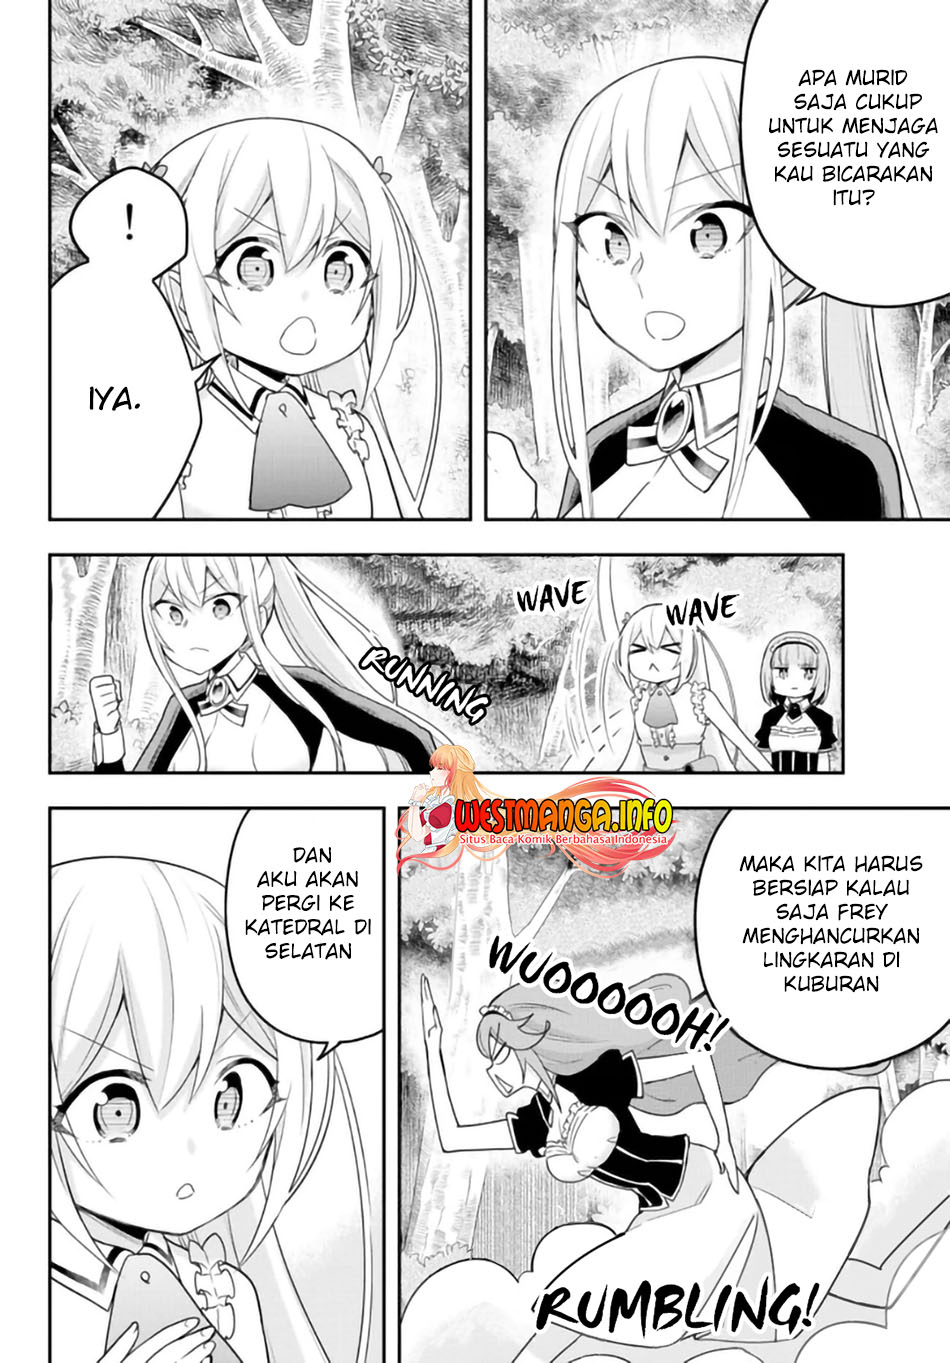 APA MURID
SAJA CUKUP
UNTUK MENJAGA
SESUATU YANG
KAU BICARAKAN
ITU?
!
IYA.
WAVE
WAVE
RUNNING
WESTMANGA.INFO
Situs Baca Komik Berbahasa Indonesia
MAKA KITA HARUS
BERSIAP KALAU
SAJA FREY
MENGHANCURKAN
LINGKARAN DI
KUBURAN
WUOOOOOOH!
RUMBLING!
DAN
AKU AKAN
PERGI KE
KATEDRAL DI
SELATAN